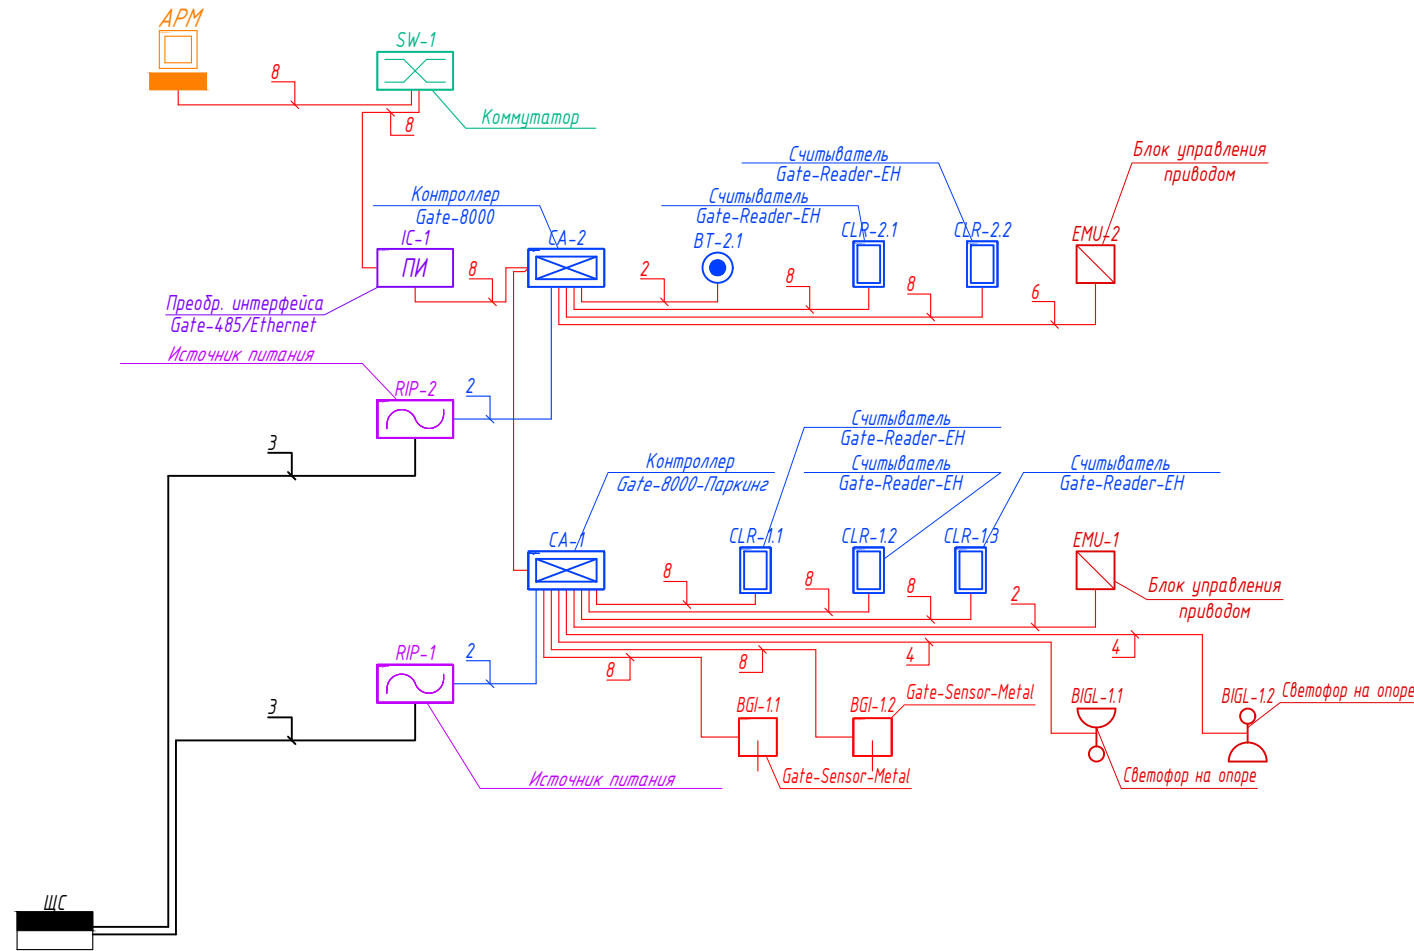 АРМ
SW-1
8
8
Коммутатор
Считыватель
Gate-Reader-EH
Блок управления
приводом
Контроллер
Gate-8000
Считыватель
Gate-Reader-EH
IC-1
ПИ
CA-2
BT-2.1
CLR-2.1
CLR-2.2
EMU-2
8
2
8
8
6
Преобр. интерфейса
Gate-485/Ethernet
Источник питания
RIP-2
2
3
Считыватель
Gate-Reader-EH
Контроллер
Gate-8000-Паркинг
Считыватель
Gate-Reader-EH
Считыватель
Gate-Reader-EH
CA-1
CLR-1.1
CLR-1.2
CLR-1.3
EMU-1
8
8
8
2
Блок управления
приводом
RIP-1
2
8
8
4
4
3
BGI-1.1
BGI-1.2
Gate-Sensor-Metal
BIGL-1.1
BIGL-1.2
Светофор на опоре
Источник питания
Gate-Sensor-Metal
Светофор на опоре
ЩС